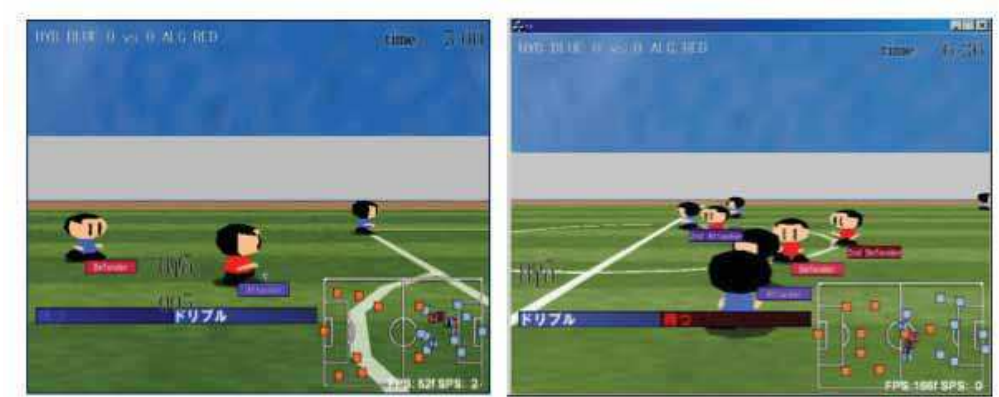 HYB BLUE 0 vs 0 ALG RED
time
Defender
Attacker
ドリブル
FPS: 52f SPS: 2
HYB BLUE 0 vs 0 ALG RED
time
2nd Attacker
2nd Defender
Defender
Attacker
ドリブル
待つ
FPS: 166f SPS: 0